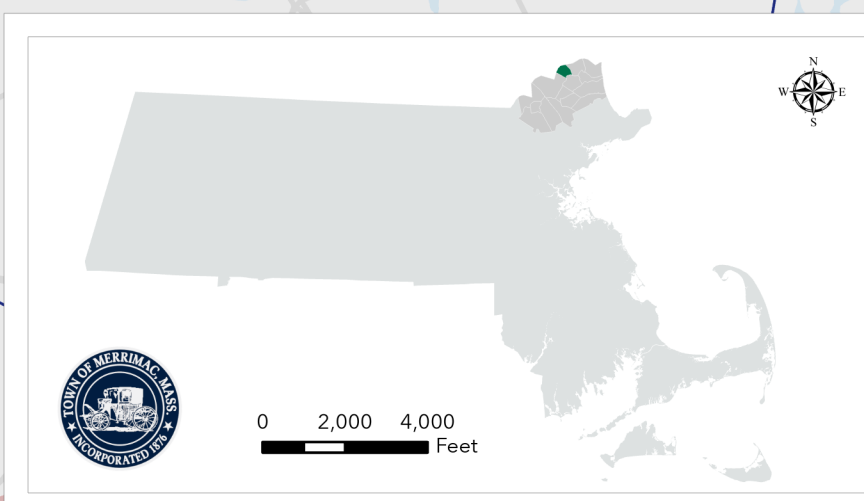 N
W E
S
TOWN OF MERRIMAC, MASS.
INCORPORATED 1876
0 2,000 4,000
Feet